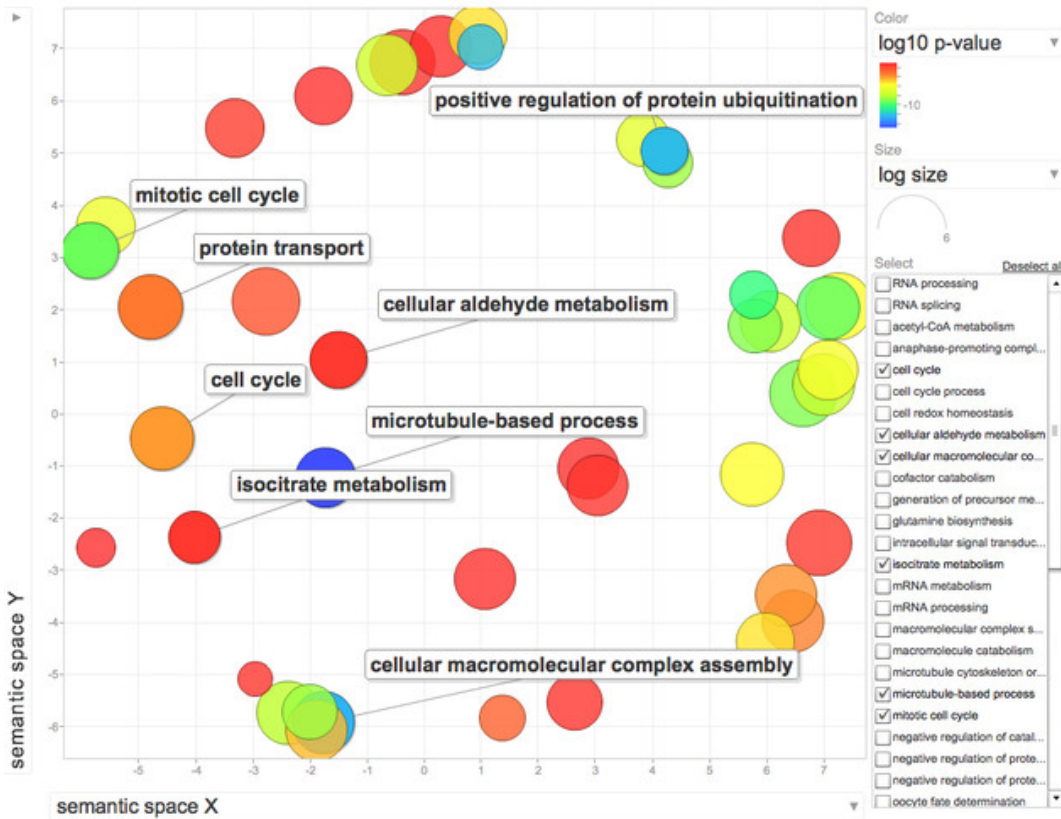 Color
log10 p-value
-10
Size
log size
6
Select
Deselect all
RNA processing
RNA splicing
acetyl-CoA metabolism
anaphase-promoting compl...
cell cycle
cell cycle process
cell redox homeostasis
cellular aldehyde metabolism
cellular macromolecular co...
cofactor catabolism
generation of precursor me...
glutamine biosynthesis
intracellular signal transduc...
isocitrate metabolism
mRNA metabolism
mRNA processing
macromolecular complex s...
macromolecule catabolism
microtubule cytoskeleton or...
microtubule-based process
mitotic cell cycle
negative regulation of catal...
negative regulation of prote...
negative regulation of prote...
oocyte fate determination
positive regulation of protein ubiquitination
mitotic cell cycle
protein transport
cellular aldehyde metabolism
cell cycle
microtubule-based process
isocitrate metabolism
cellular macromolecular complex assembly
semantic space Y
7
6
5
4
3
2
1
0
-1
-2
-3
-4
-5
-6
-5
-4
-3
-2
-1
0
1
2
3
4
5
6
7
semantic space X